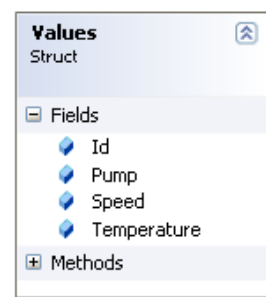 Values
Struct
Fields
Id
Pump
Speed
Temperature
Methods